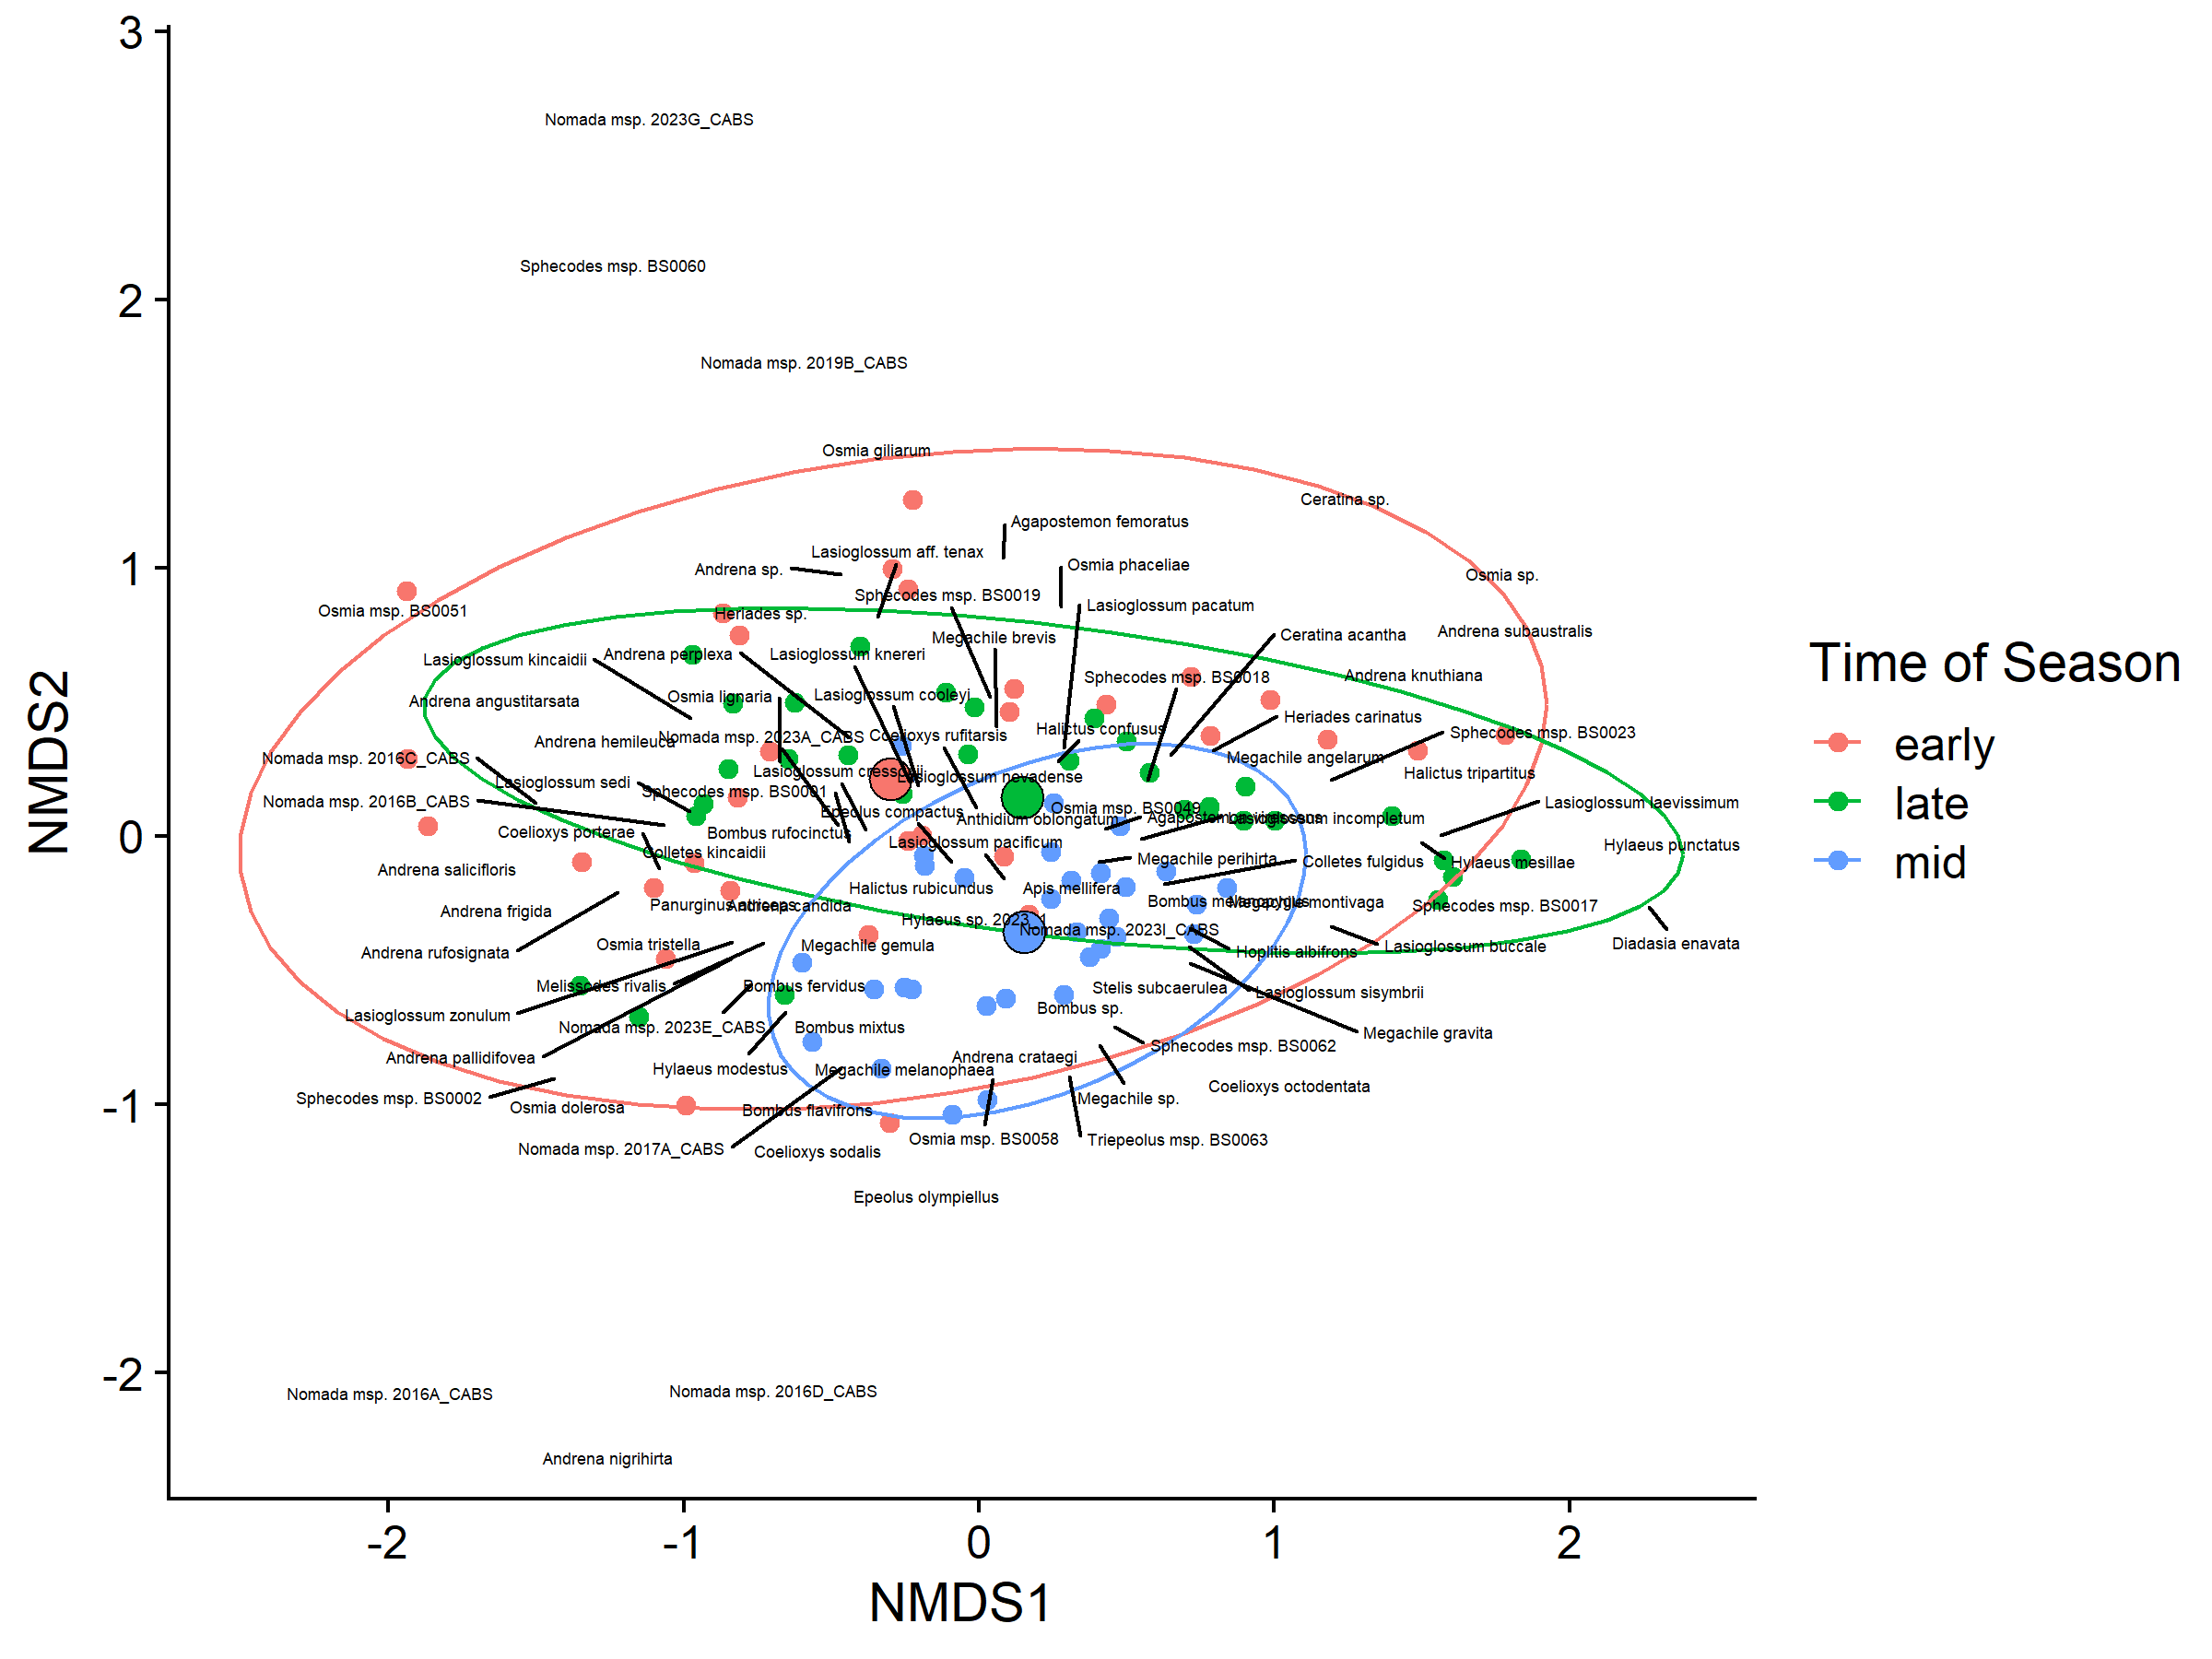 3
Nomada msp. 2023G_CABS
Sphecodes msp. BS0060
2
Nomada msp. 2019B_CABS
Osmia giliarum
Ceratina sp.
Agapostemon femoratus
Lasioglossum aff. tenax
1
Andrena sp.
Osmia phaceliae
Osmia sp.
Sphecodes msp. BS0019
Lasioglossum pacatum
Osmia msp. BS0051
Heriades sp.
Andrena subaustralis
Megachile brevis
Ceratina acantha
Lasioglossum kincaidii
Andrena perplexa
Lasioglossum knereri
Sphecodes msp. BS0018
Andrena knuthiana
Andrena angustitarsata
Osmia lignaria
Lasioglossum cooleyi
Heriades carinatus
Halictus confusus
Sphecodes msp. BS0023
Andrena hemileuca
Nomada msp. 2023A_CABS
Coelioxys rufitarsis
Nomada msp. 2016C_CABS
Megachile angelarum
Lasioglossum cressonii
Lasioglossum nevadense
Halictus tripartitus
Lasioglossum sedi
Sphecodes msp. BS0001
Nomada msp. 2016B_CABS
Lasioglossum laevissimum
Epeolus compactus
Osmia msp. BS0049
Anthidium oblongatum
Agapostemon virescens
Lasioglossum incompletum
0
Coelioxys porterae
Bombus rufocinctus
Lasioglossum pacificum
Hylaeus punctatus
Colletes kincaidii
Megachile perihirta
Colletes fulgidus
Hylaeus mesillae
Andrena salicifloris
Halictus rubicundus
Apis mellifera
Andrena frigida
Panurginus atriceps
Andrena candida
Bombus melanopygus
Megachile montivaga
Sphecodes msp. BS0017
Hylaeus sp. 2023_1
Nomada msp. 2023I_CABS
Andrena rufosignata
Osmia tristella
Megachile gemula
Hoplitis albifrons
Lasioglossum buccale
Diadasia enavata
Melissodes rivalis
Bombus fervidus
Stelis subcaerulea
Lasioglossum sisymbrii
Lasioglossum zonulum
Nomada msp. 2023E_CABS
Bombus mixtus
Bombus sp.
Megachile gravita
Andrena pallidifovea
Hylaeus modestus
Megachile melanophaea
Andrena crataegi
Sphecodes msp. BS0062
Coelioxys octodentata
-1
Sphecodes msp. BS0002
Osmia dolerosa
Bombus flavifrons
Megachile sp.
Nomada msp. 2017A_CABS
Coelioxys sodalis
Osmia msp. BS0058
Triepeolus msp. BS0063
Epeolus olympiellus
-2
Nomada msp. 2016A_CABS
Nomada msp. 2016D_CABS
Andrena nigrihirta
-2 -1 0 1 2
NMDS1
NMDS2
Time of Season
early
late
mid